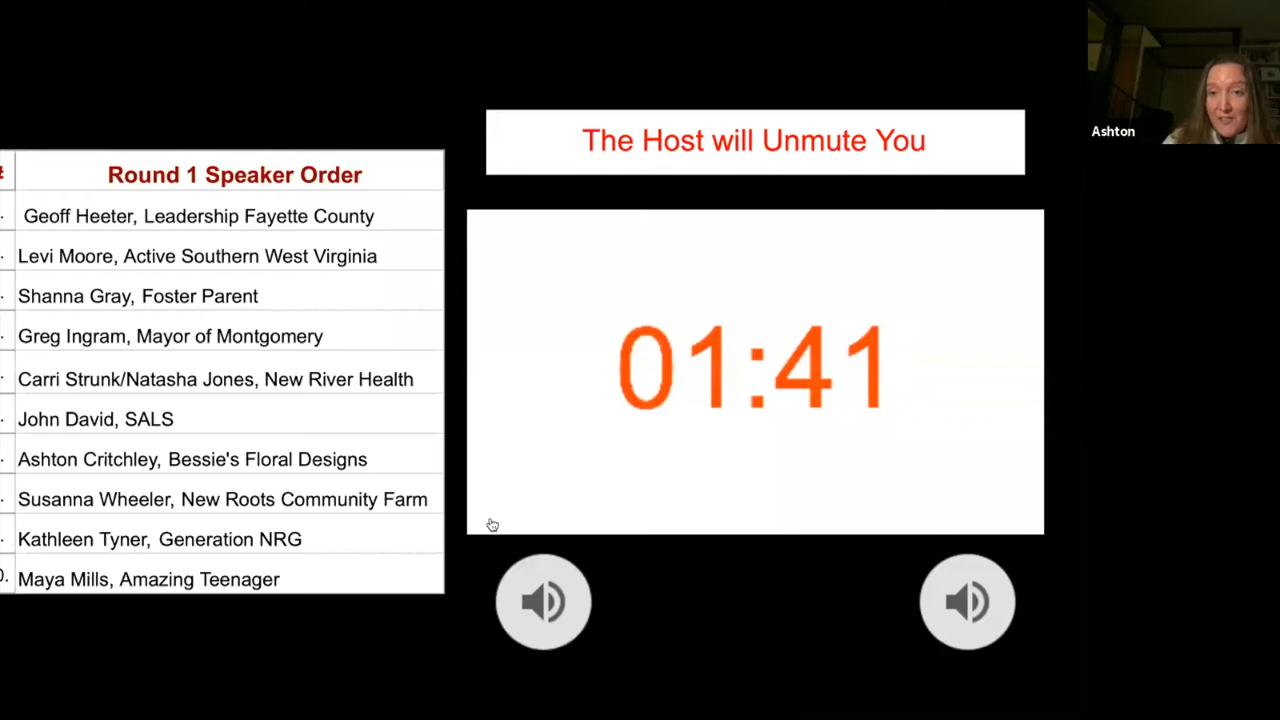 The Host will Unmute You
Ashton
Round 1 Speaker Order
Geoff Heeter, Leadership Fayette County
Levi Moore, Active Southern West Virginia
Shanna Gray, Foster Parent
Greg Ingram, Mayor of Montgomery
Carri Strunk/Natasha Jones, New River Health
John David, SALS
Ashton Critchley, Bessie's Floral Designs
Susanna Wheeler, New Roots Community Farm
Kathleen Tyner, Generation NRG
Maya Mills, Amazing Teenager
01:41